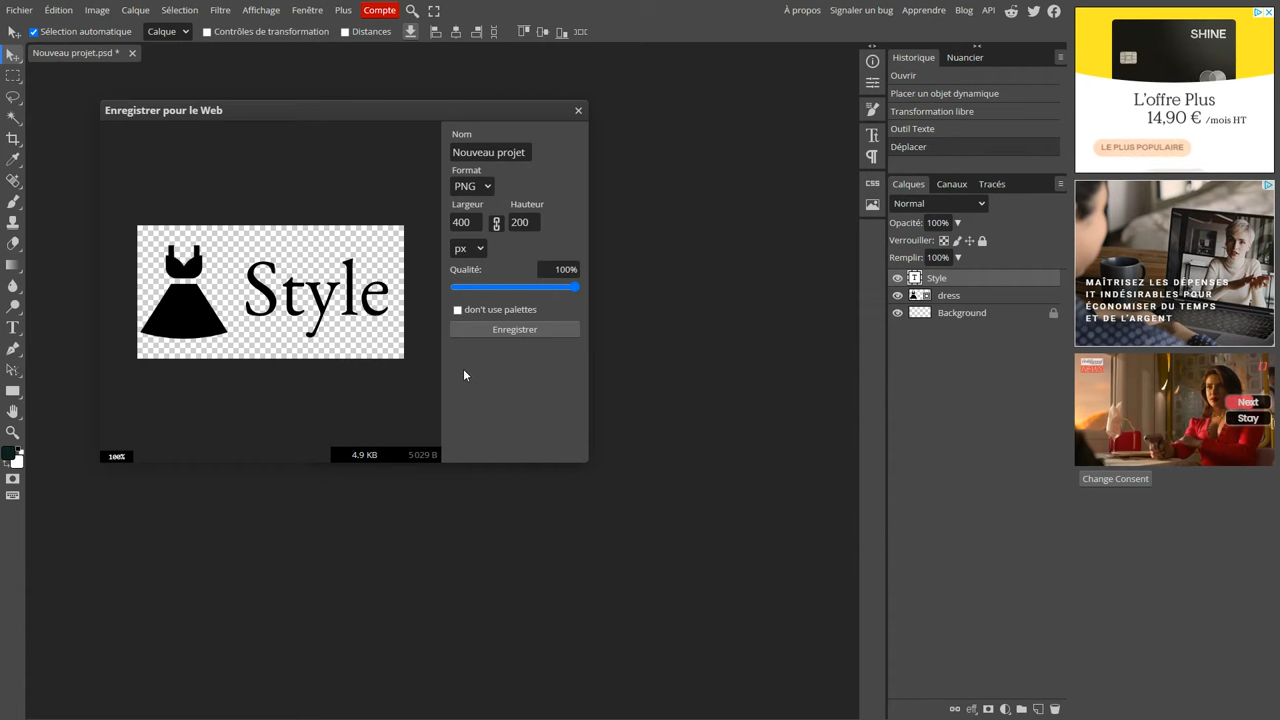 Fichier Édition Image Calque Sélection Filtre Affichage Fenêtre Plus Compte À propos Signaler un bug Apprendre Blog API
Sélection automatique Calque Contrôles de transformation Distances
Nouveau projet.psd *
Enregistrer pour le Web
Nom
Nouveau projet
Format
PNG
Largeur Hauteur
400 200
px
Qualité: 100%
don't use palettes
Enregistrer
Style
100%
4.9 KB 5 029 B
Historique Nuancier
Ouvrir
Placer un objet dynamique
Transformation libre
Outil Texte
Déplacer
CSS
Calques Canaux Tracés
Normal
Opacité: 100%
Verrouiller:
Remplir: 100%
Style
dress
Background
eff
SHINE
L'offre Plus
14,90 € /mois HT
LE PLUS POPULAIRE
MAÎTRISEZ LES DÉPENSES
IT INDÉSIRABLES POUR
ÉCONOMISER DU TEMPS
ET DE L'ARGENT
NEWS
Next
Stay
Change Consent